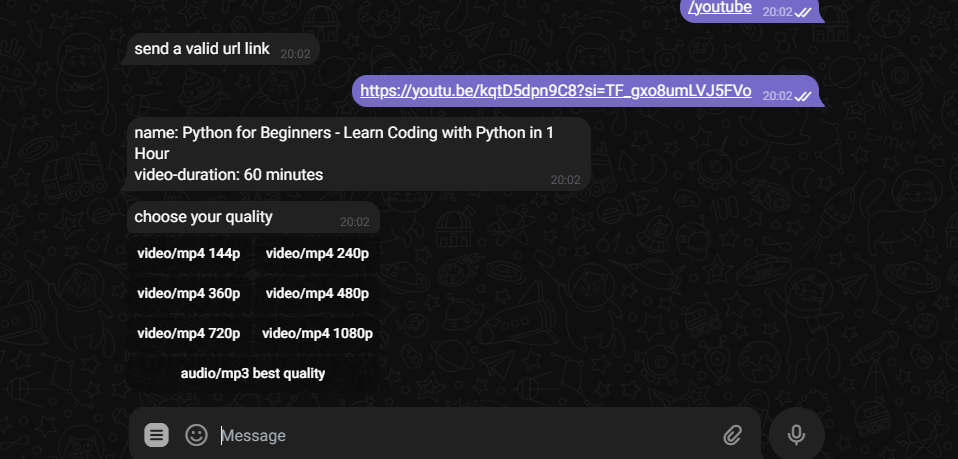 /youtube 20:02
send a valid url link 20:02
https://youtu.be/kqtD5dpn9C8?si=TF_gxo8umLVJ5FVo 20:02
name: Python for Beginners - Learn Coding with Python in 1
Hour
video-duration: 60 minutes 20:02
choose your quality 20:02
video/mp4 144p video/mp4 240p
video/mp4 360p video/mp4 480p
video/mp4 720p video/mp4 1080p
audio/mp3 best quality
Message